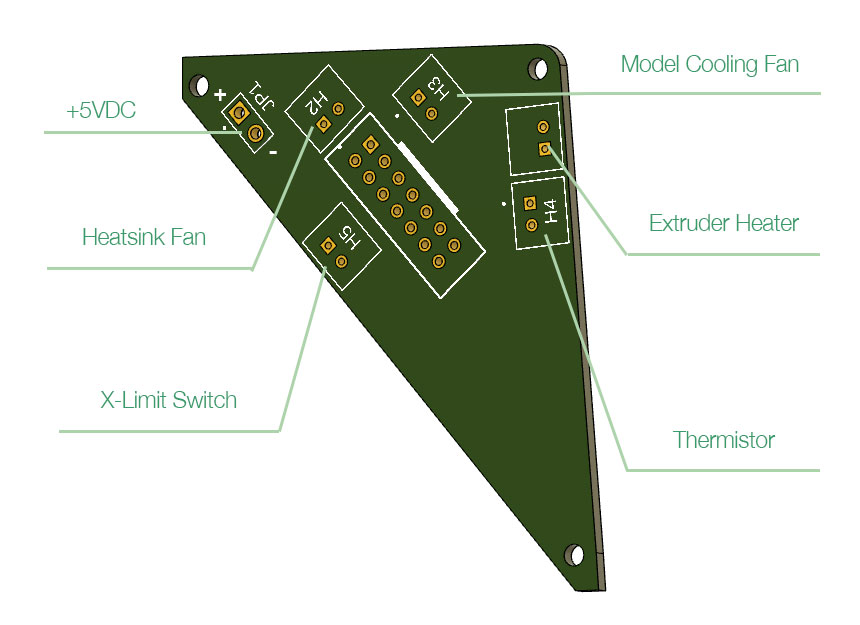 Model Cooling Fan
+5VDC
+
JP1
-
H2
H3
Heatsink Fan
H5
H4
Extruder Heater
X-Limit Switch
Thermistor